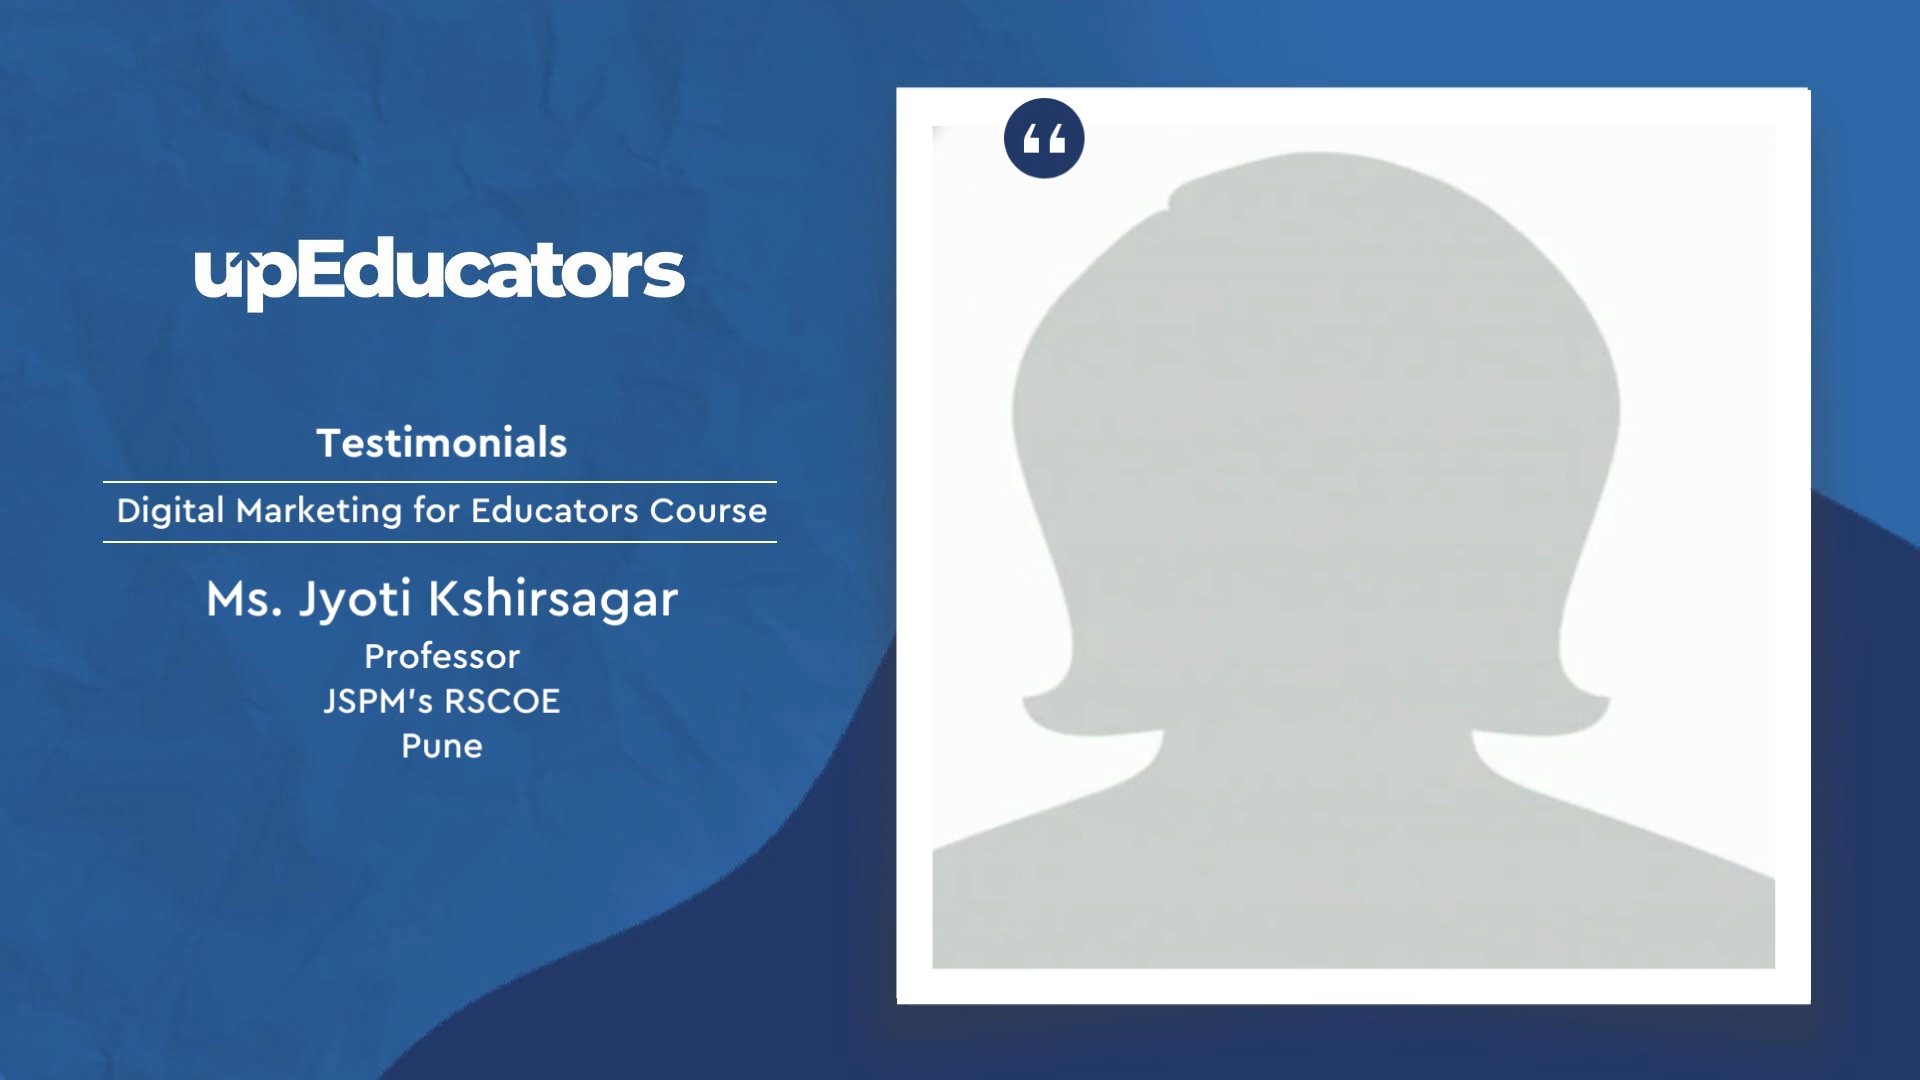 upEducators
Testimonials
Digital Marketing for Educators Course
Ms. Jyoti Kshirsagar
Professor
JSPM's RSCOE
Pune